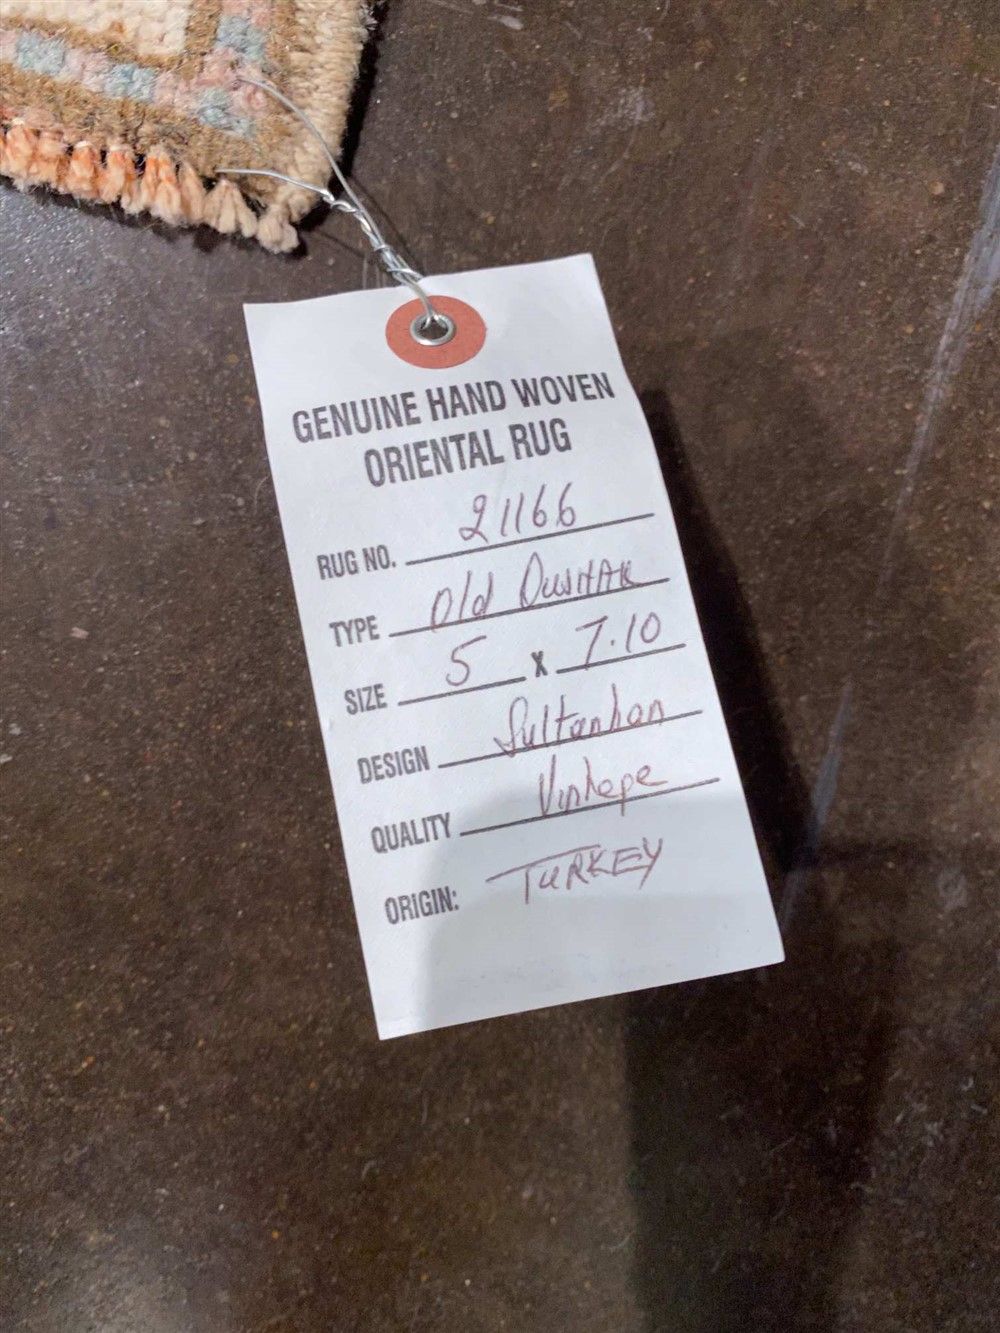 GENUINE HAND WOVEN
ORIENTAL RUG
RUG NO. 21166
TYPE Old
SIZE 5 X 7.10
DESIGN Sultanhan
QUALITY Vintage
ORIGIN: TURKEY